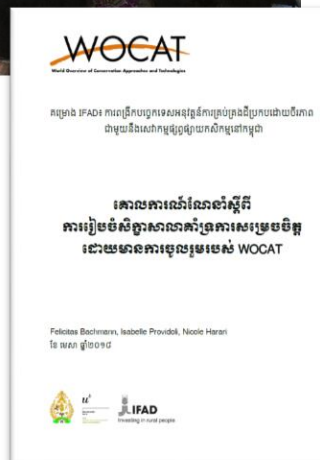 WOCAT
World Overview of Conservation Approaches and Technologies
គម្រោង IFAD៖ ការពង្រីកបច្ចេកទេសអនុវត្តន៍ការគ្រប់គ្រងដីប្រកបដោយចីរភាព
ជាមួយនឹងសេវាកម្មផ្សព្វផ្សាយកសិកម្មនៅកម្ពុជា
គោលការណ៍ណែនាំស្តីពី
ការរៀបចំសិក្ខាសាលាគាំទ្រការសម្រេចចិត្ត
ដោយមានការចូលរួមរបស់ WOCAT
Felicitas Bachmann, Isabelle Providoli, Nicole Harari
ខែ មេសា ឆ្នាំ២០១៨
u
b
IFAD
Investing in rural people